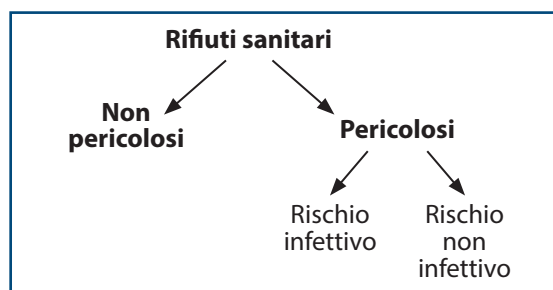 Rifiuti sanitari
Non
pericolosi
Pericolosi
Rischio
infettivo
Rischio
non
infettivo